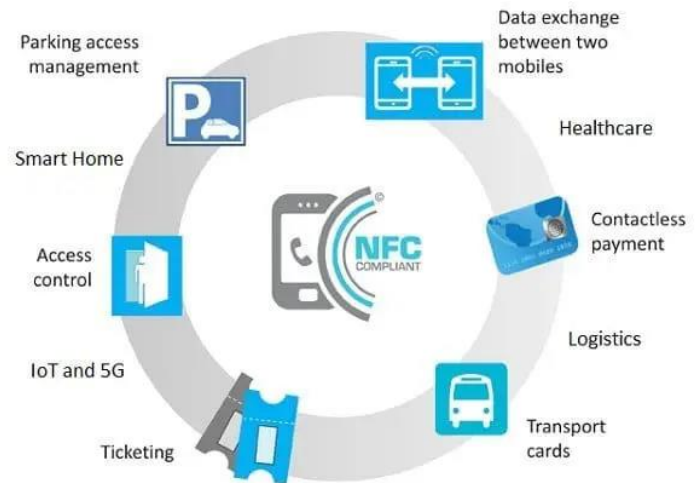 Parking access
management
Data exchange
between two
mobiles
P
Smart Home
Healthcare
Access
control
©
NFC
COMPLIANT
Contactless
payment
IoT and 5G
Logistics
Ticketing
Transport
cards